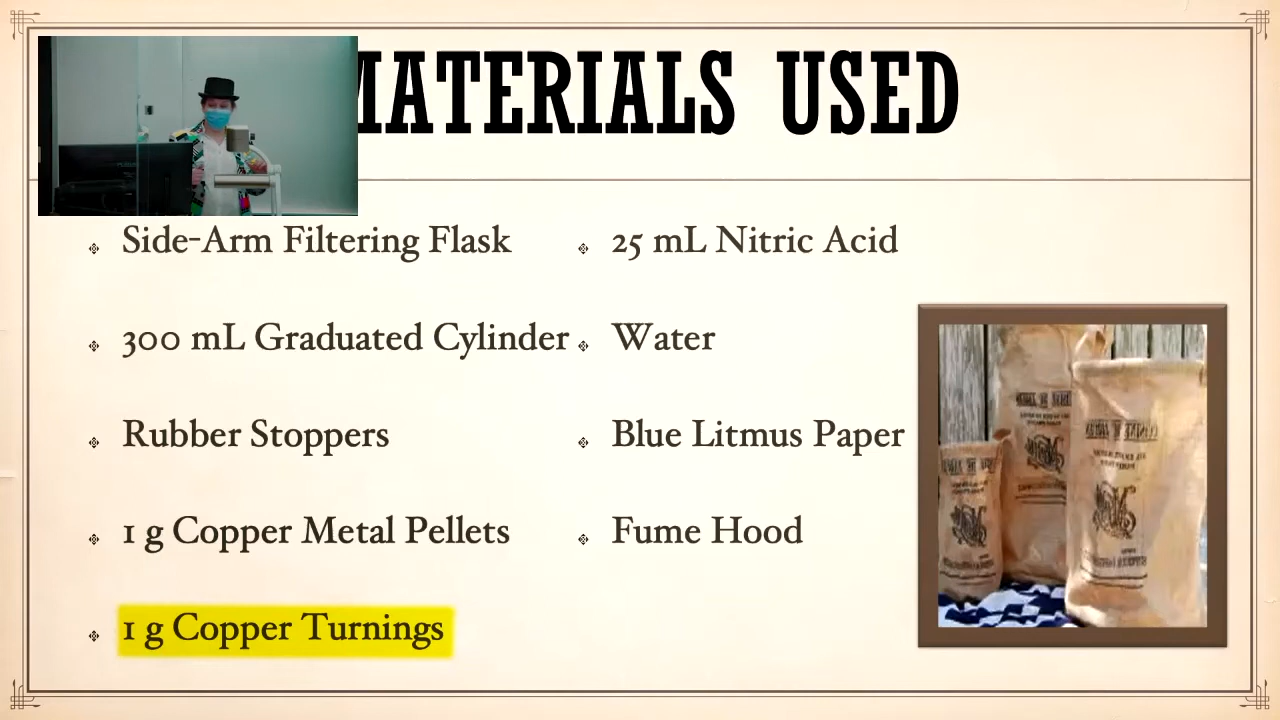 MATERIALS USED
Side-Arm Filtering Flask
300 mL Graduated Cylinder
Rubber Stoppers
1 g Copper Metal Pellets
1 g Copper Turnings
25 mL Nitric Acid
Water
Blue Litmus Paper
Fume Hood